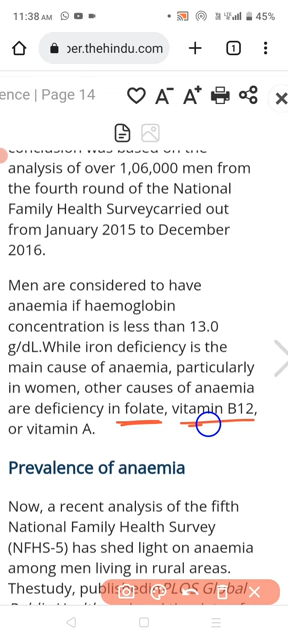 11:38 AM
45%
per.thehindu.com
1
ence | Page 14
A- A+
conclusion was based on the
analysis of over 1,06,000 men from
the fourth round of the National
Family Health Surveycarried out
from January 2015 to December
2016.
Men are considered to have
anaemia if haemoglobin
concentration is less than 13.0
g/dL.While iron deficiency is the
main cause of anaemia, particularly
in women, other causes of anaemia
are deficiency in folate, vitamin B12,
or vitamin A.
Prevalence of anaemia
Now, a recent analysis of the fifth
National Family Health Survey
(NFHS-5) has shed light on anaemia
among men living in rural areas.
Thestudy, published in PLOS Global